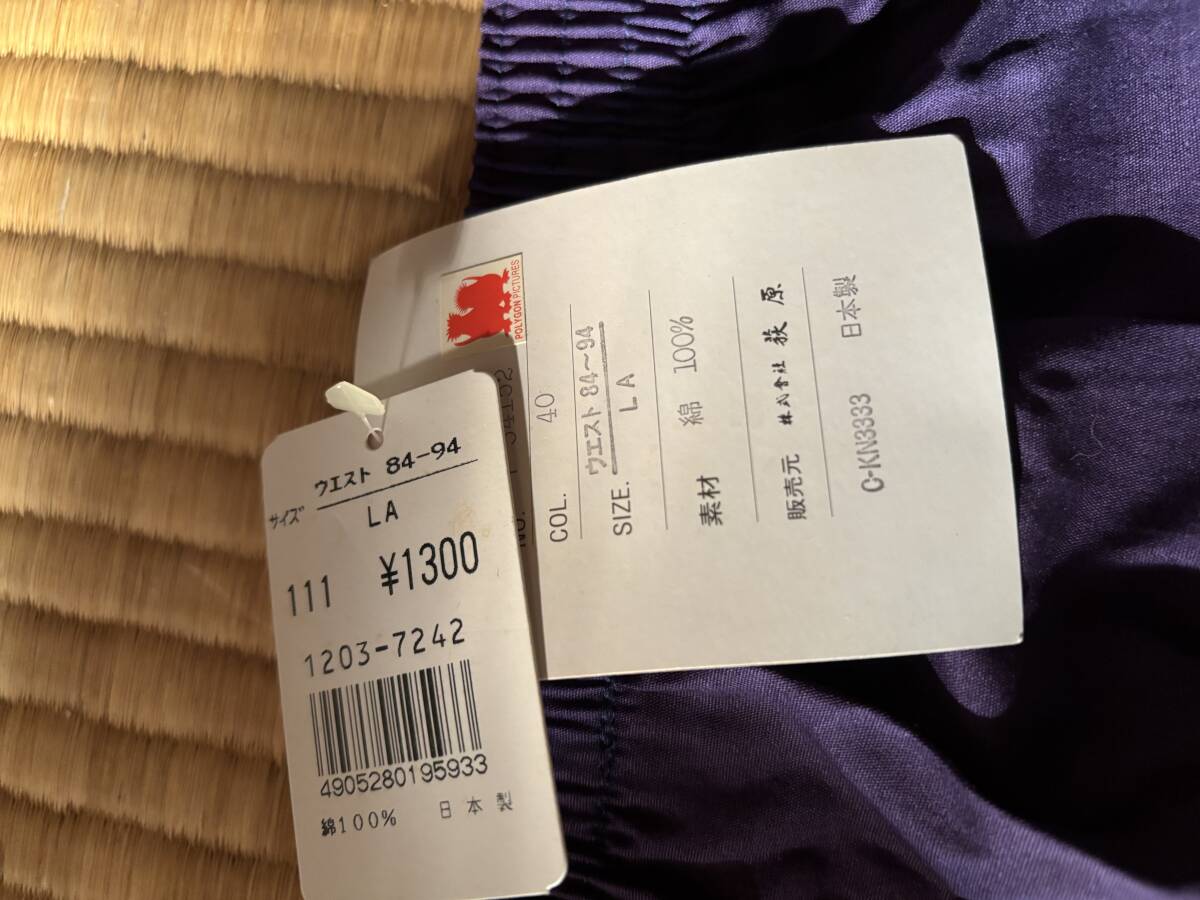 サイズ ウエスト 84-94
LA
111 ¥1300
1203-7242
4905280195933
綿100% 日本製
POLYGON PICTURES
COL. 40
SIZE. ウエスト 84〜94
LA
素材 綿 100%
販売元 株式會社 荻原
C-KN3333 日本製